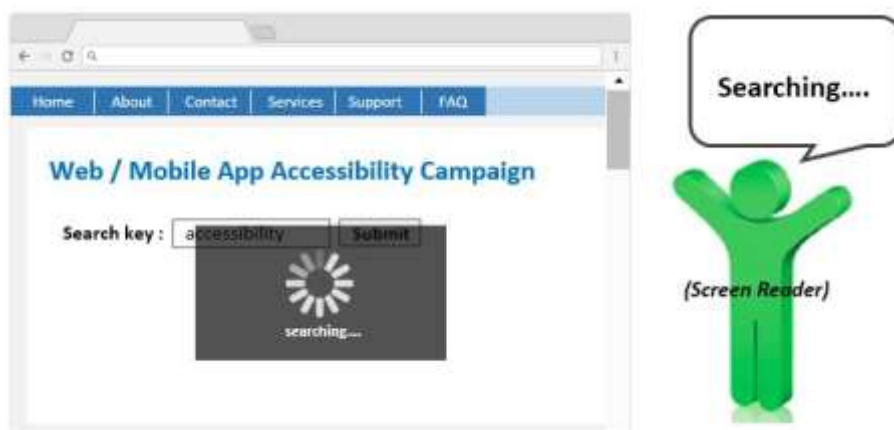 Home About Contact Services Support FAQ
Web / Mobile App Accessibility Campaign
Search key : accessibility Submit
searching....
Searching....
(Screen Reader)